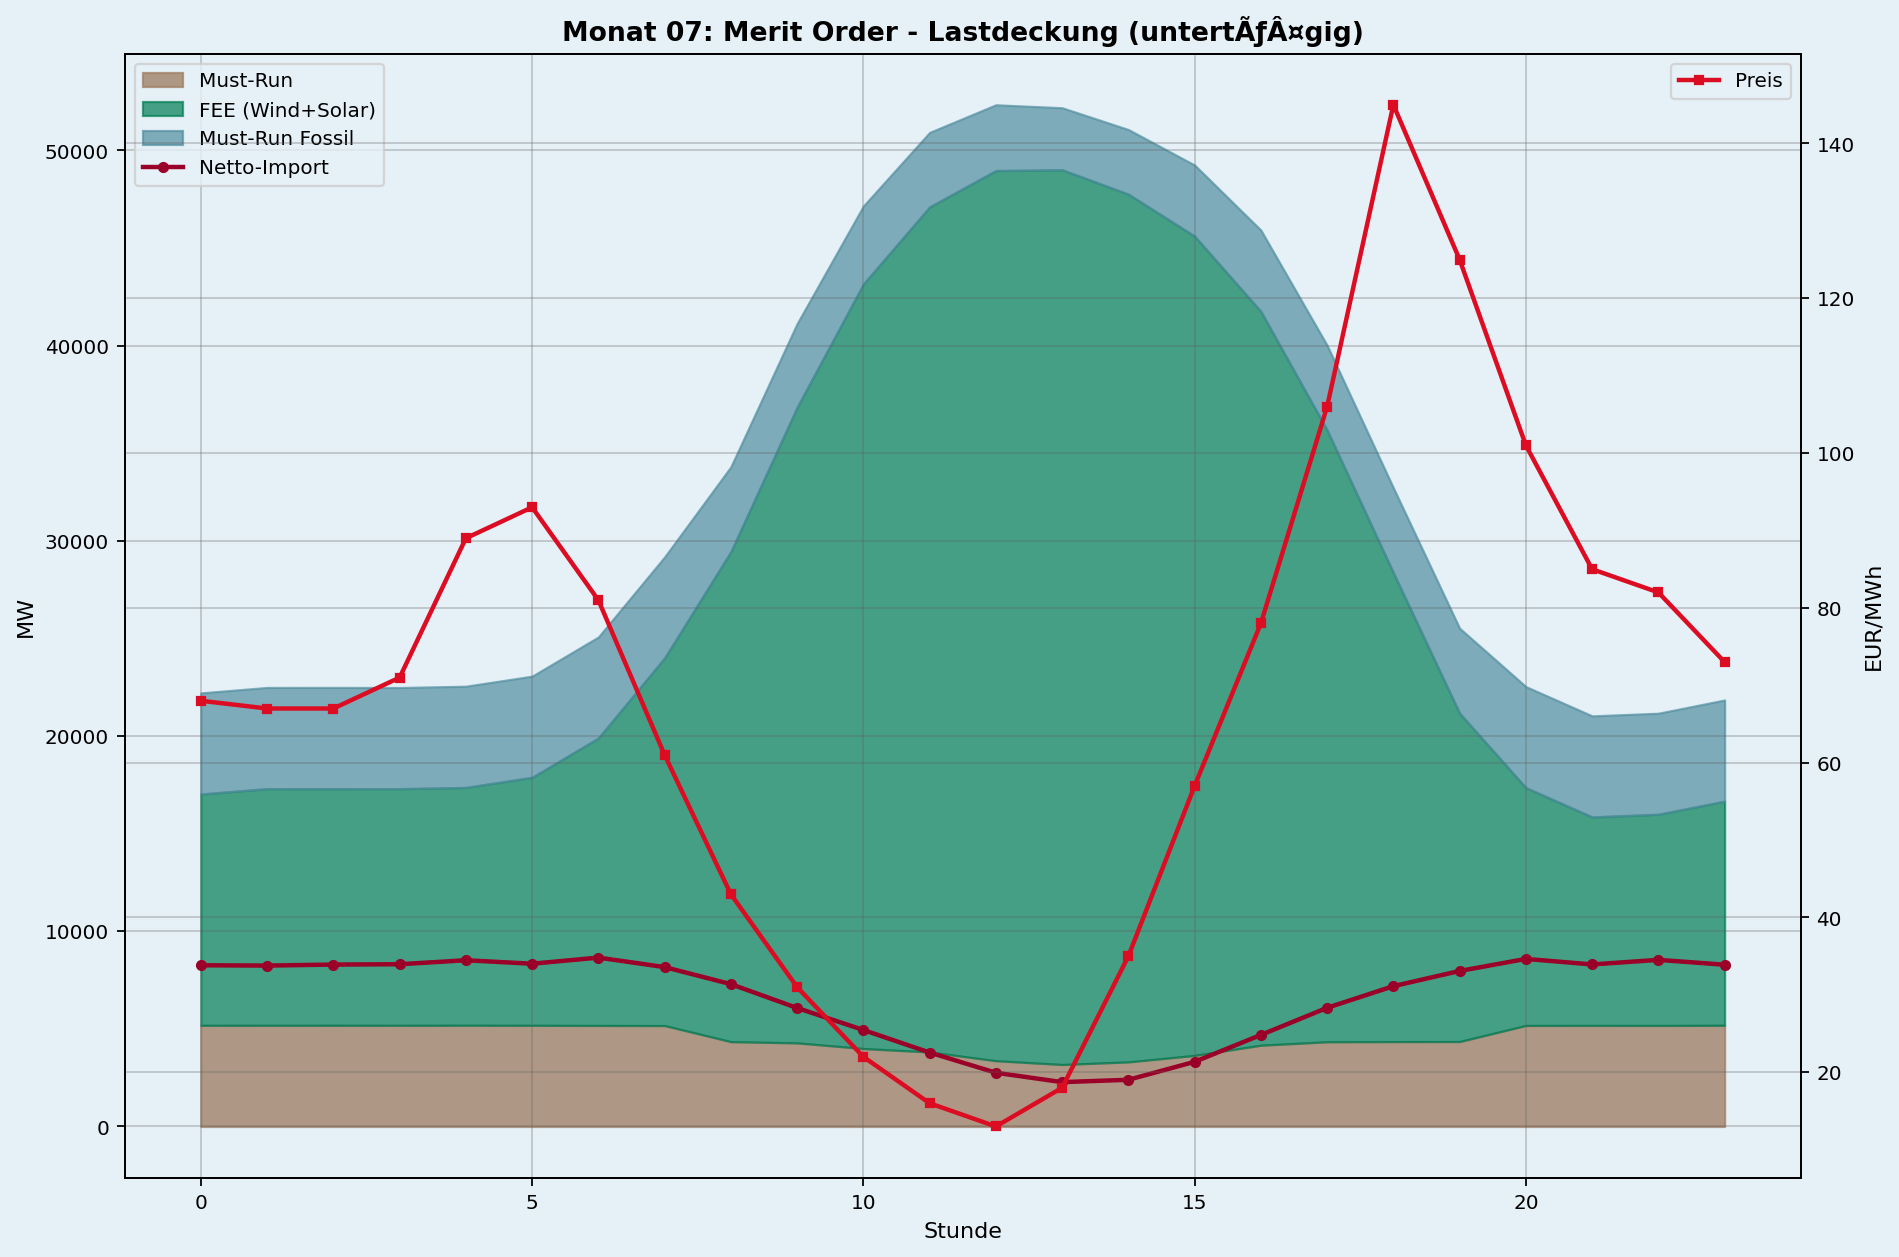 Monat 07: Merit Order - Lastdeckung (untertÃƒÂ¤gig)
Must-Run
FEE (Wind+Solar)
Must-Run Fossil
Netto-Import
Preis
50000
40000
30000
20000
10000
0
MW
140
120
100
80
60
40
20
EUR/MWh
0
5
10
15
20
Stunde